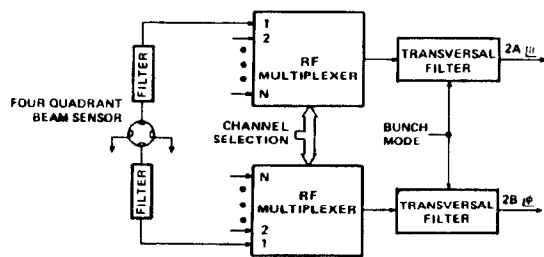 1
2
N
RF
MULTIPLEXER
TRANSVERSAL
FILTER
2A
FILTER
FOUR QUADRANT
BEAM SENSOR
CHANNEL
SELECTION
BUNCH
MODE
FILTER
N
2
1
RF
MULTIPLEXER
TRANSVERSAL
FILTER
2B φ